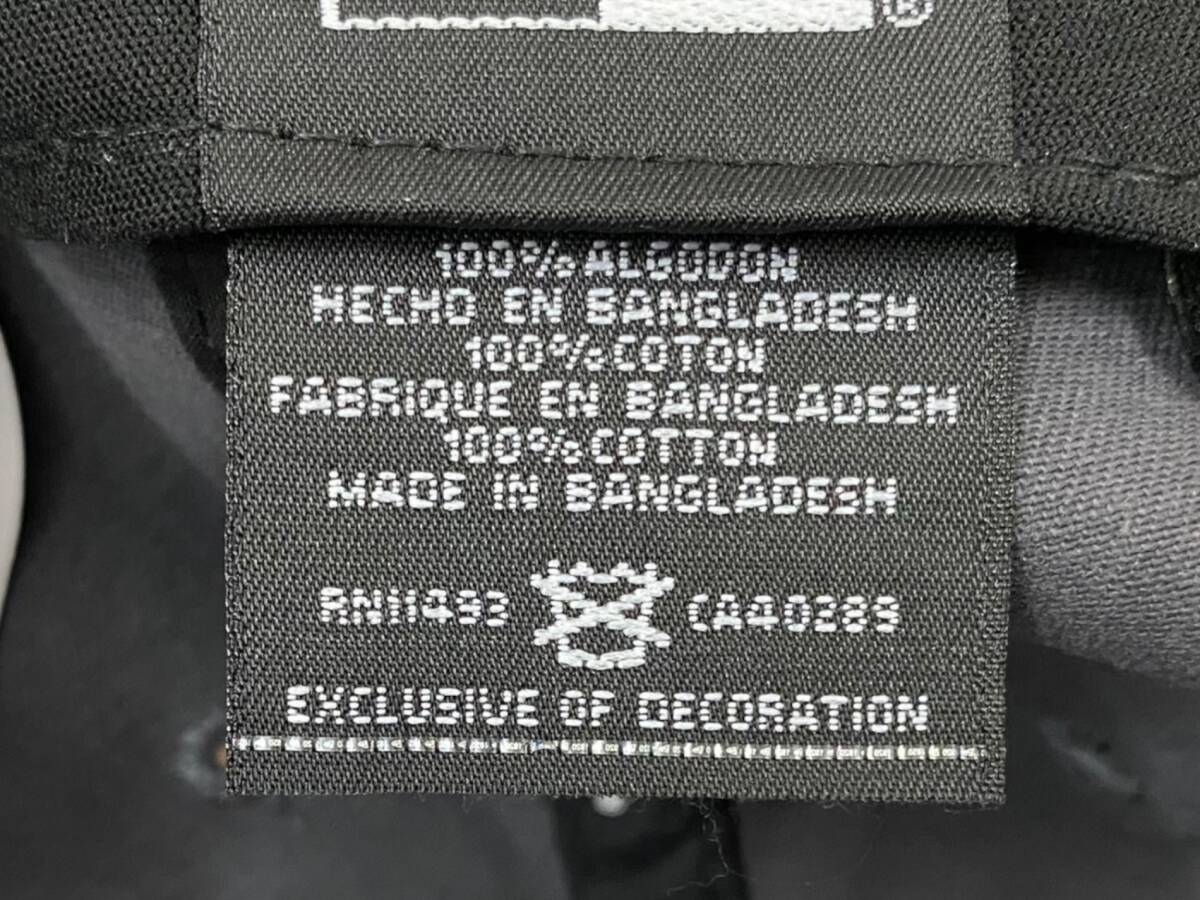 ®
100% ALGODON
HECHO EN BANGLADESH
100% COTON
FABRIQUE EN BANGLADESH
100% COTTON
MADE IN BANGLADESH
RN11493 CA40389
EXCLUSIVE OF DECORATION